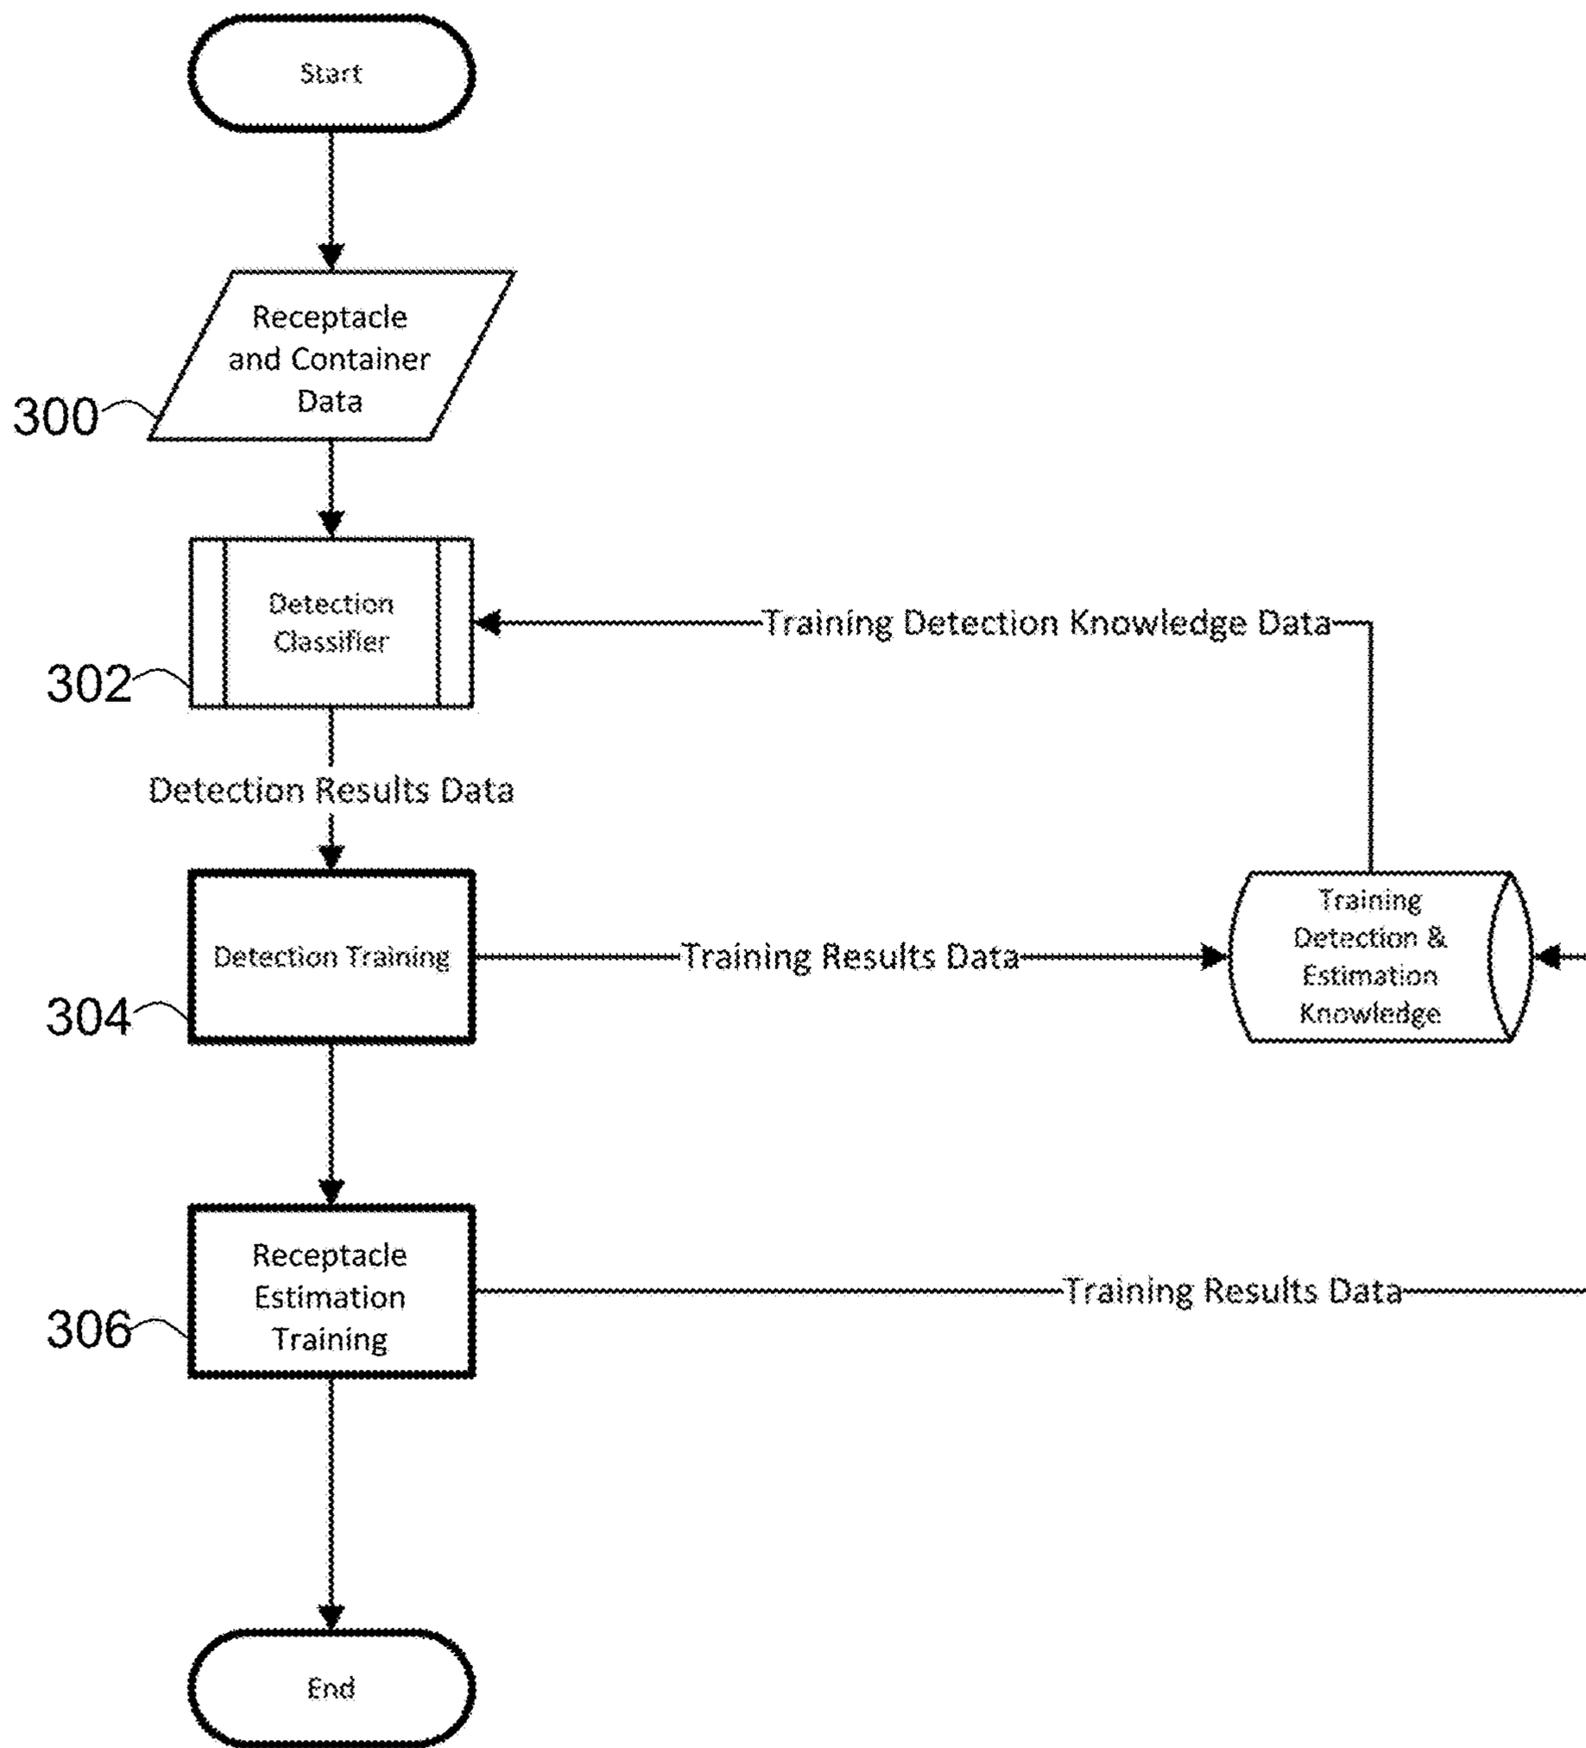 Start
Receptacle
and Container
Data
300
Detection
Classifier
Training Detection Knowledge Data
302
Detection Results Data
Training
Detection &
Estimation
Knowledge
Detection Training
Training Results Data
304
Receptacle
Estimation
Training
Training Results Data
306
End